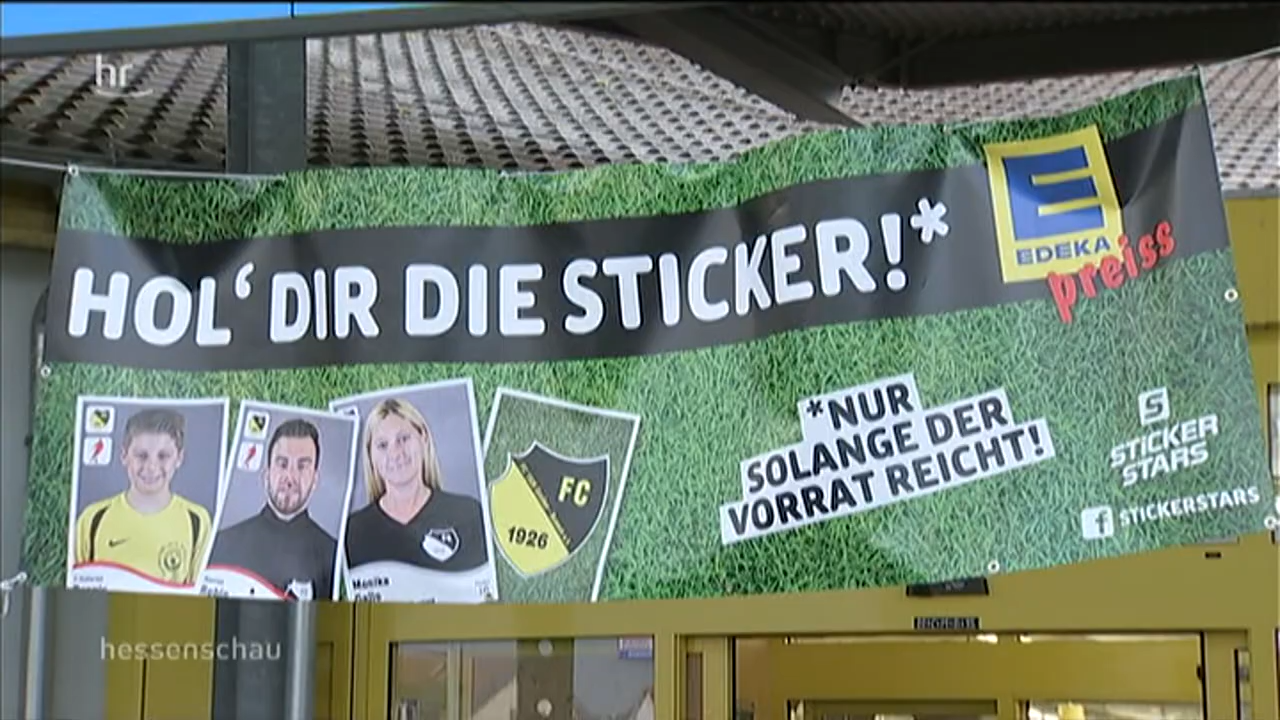 hr
HOL‘ DIR DIE STICKER!*
EDEKA
preiss
*NUR
SOLANGE DER
VORRAT REICHT!
S
STICKER
STARS
f STICKERSTARS
FC
1926
Monika
hessenschau